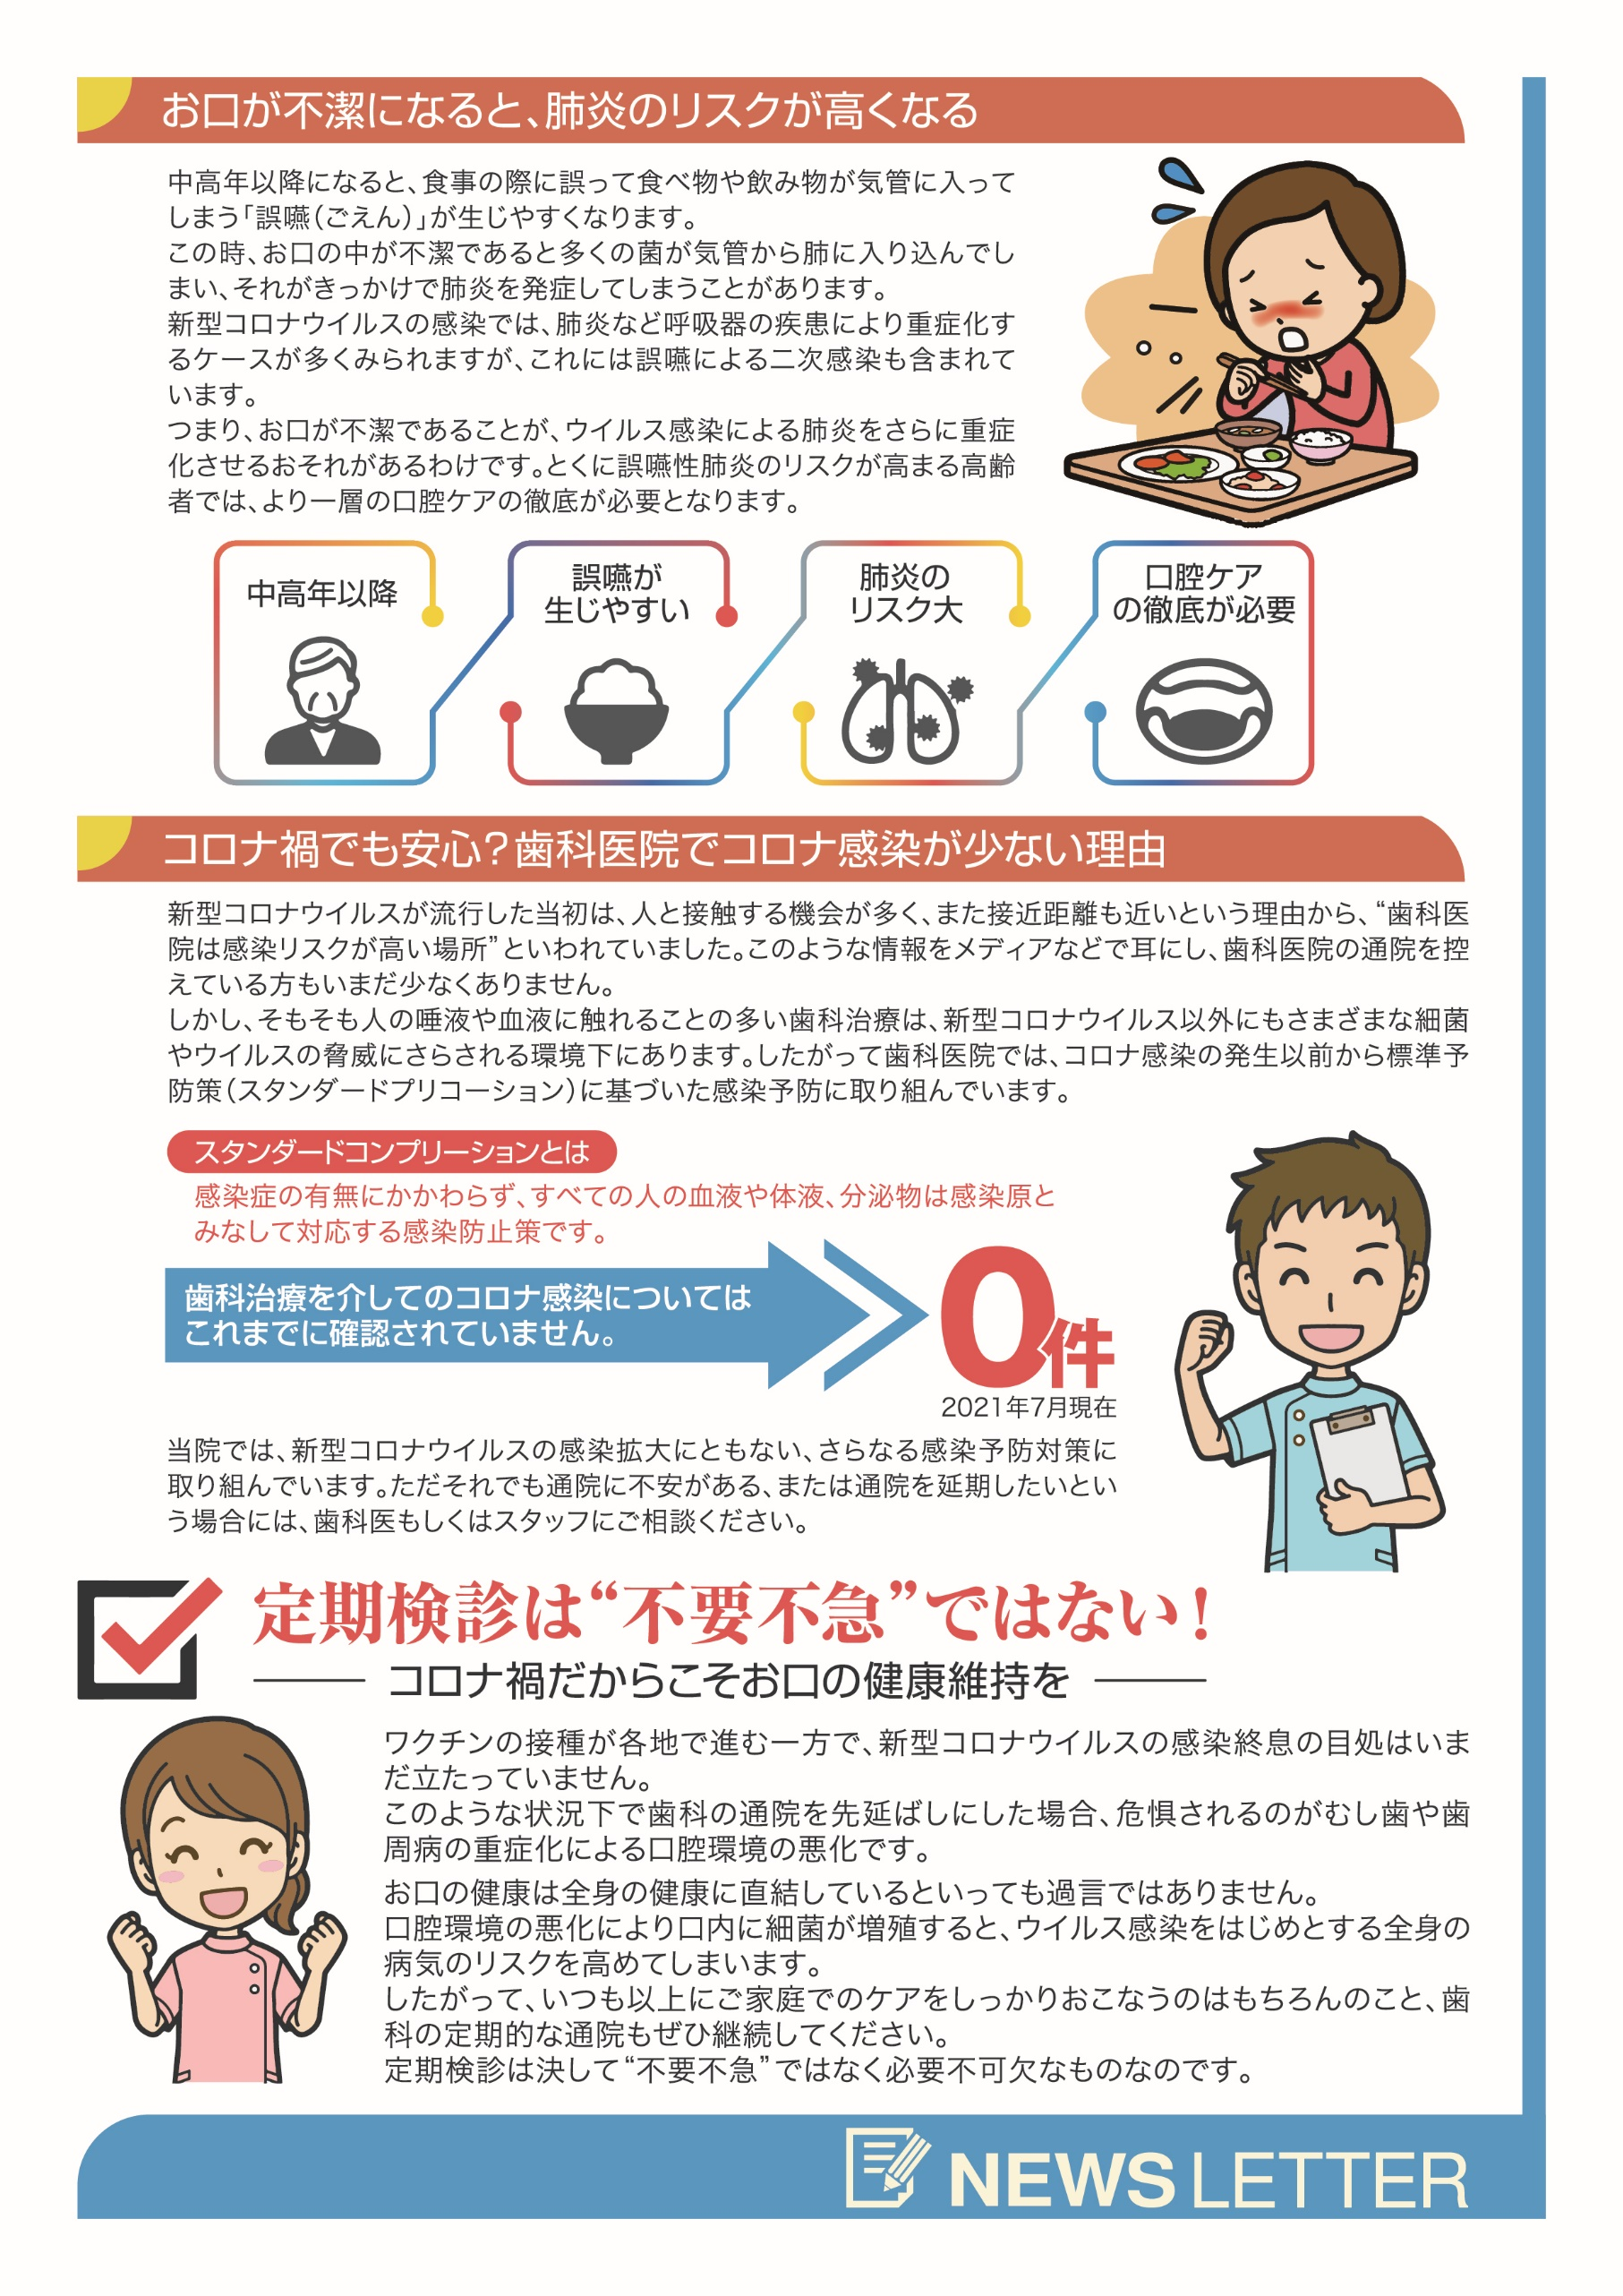 お口が不潔になると、肺炎のリスクが高くなる
中高年以降になると、食事の際に誤って食べ物や飲み物が気管に入って
しまう「誤嚥(ごえん)」が生じやすくなります。
この時、お口の中が不潔であると多くの菌が気管から肺に入り込んでし
まい、それがきっかけで肺炎を発症してしまうことがあります。
新型コロナウイルスの感染では、肺炎など呼吸器の疾患により重症化す
るケースが多くみられますが、これには誤嚥による二次感染も含まれて
います。
つまり、お口が不潔であることが、ウイルス感染による肺炎をさらに重症
化させるおそれがあるわけです。とくに誤嚥性肺炎のリスクが高まる高齢
者では、より一層の口腔ケアの徹底が必要となります。
中高年以降
誤嚥が
生じやすい
肺炎の
リスク大
口腔ケア
の徹底が必要
コロナ禍でも安心?歯科医院でコロナ感染が少ない理由
新型コロナウイルスが流行した当初は、人と接触する機会が多く、また接近距離も近いという理由から、“歯科医
院は感染リスクが高い場所”といわれていました。このような情報をメディアなどで耳にし、歯科医院の通院を控
えている方もいまだ少なくありません。
しかし、そもそも人の唾液や血液に触れることの多い歯科治療は、新型コロナウイルス以外にもさまざまな細菌
やウイルスの脅威にさらされる環境下にあります。したがって歯科医院では、コロナ感染の発生以前から標準予
防策(スタンダードプリコーション)に基づいた感染予防に取り組んでいます。
スタンダードコンプリーションとは
感染症の有無にかかわらず、すべての人の血液や体液、分泌物は感染原と
みなして対応する感染防止策です。
歯科治療を介してのコロナ感染については
これまでに確認されていません。
0件
2021年7月現在
当院では、新型コロナウイルスの感染拡大にともない、さらなる感染予防対策に
取り組んでいます。ただそれでも通院に不安がある、または通院を延期したいとい
う場合には、歯科医もしくはスタッフにご相談ください。
定期検診は“不要不急”ではない!
コロナ禍だからこそお口の健康維持を
ワクチンの接種が各地で進む一方で、新型コロナウイルスの感染終息の目処はいま
だ立たっていません。
このような状況下で歯科の通院を先延ばしにした場合、危惧されるのがむし歯や歯
周病の重症化による口腔環境の悪化です。
お口の健康は全身の健康に直結しているといっても過言ではありません。
口腔環境の悪化により口内に細菌が増殖すると、ウイルス感染をはじめとする全身の
病気のリスクを高めてしまいます。
したがって、いつも以上にご家庭でのケアをしっかりおこなうのはもちろんのこと、歯
科の定期的な通院もぜひ継続してください。
定期検診は決して“不要不急”ではなく必要不可欠なものなのです。
NEWS LETTER